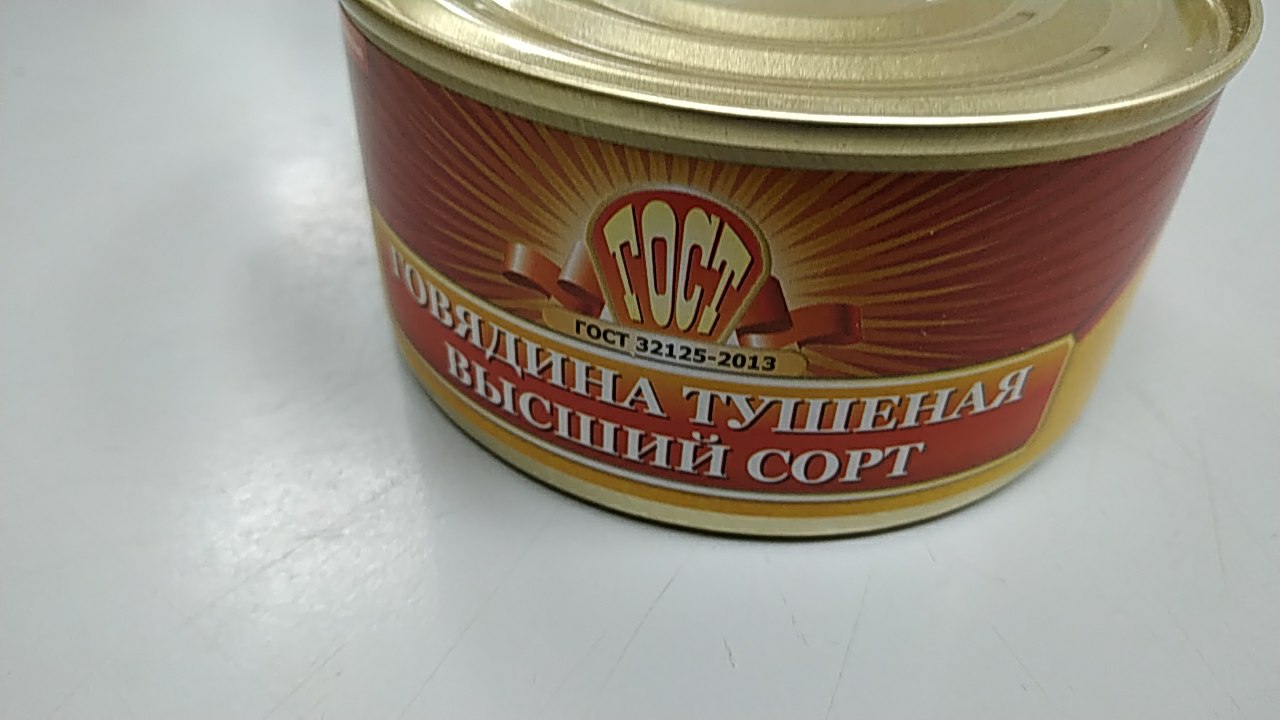 ГОСТ
ГОСТ 32125-2013
ГОВЯДИНА ТУШЕНАЯ
ВЫСШИЙ СОРТ